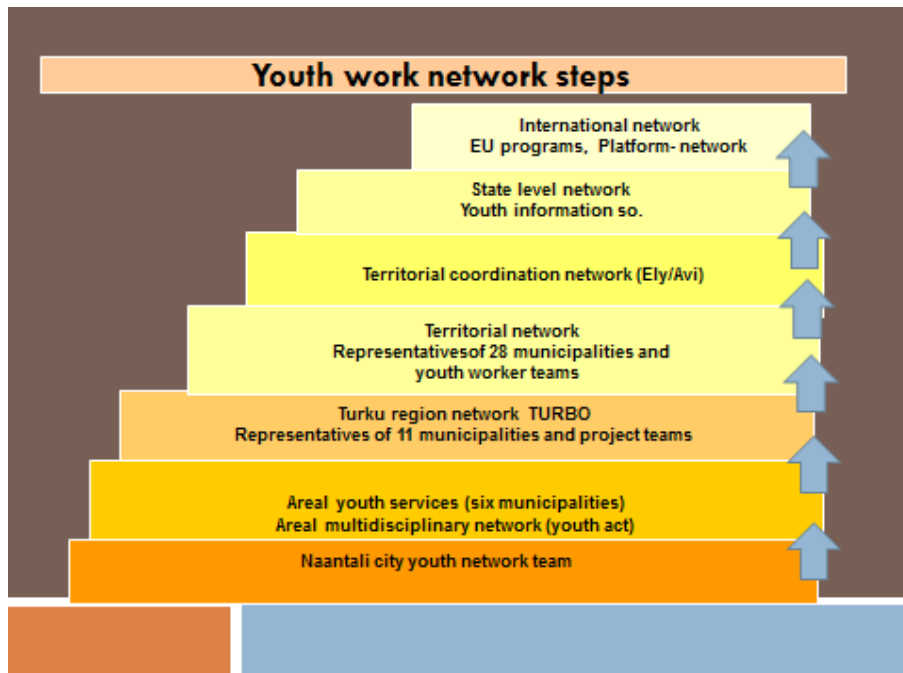 Youth work network steps
International network
EU programs, Platform- network
State level network
Youth information so.
Territorial coordination network (Ely/Avi)
Territorial network
Representativesof 28 municipalities and
youth worker teams
Turku region network TURBO
Representatives of 11 municipalities and project teams
Areal youth services (six municipalities)
Areal multidisciplinary network (youth act)
Naantali city youth network team